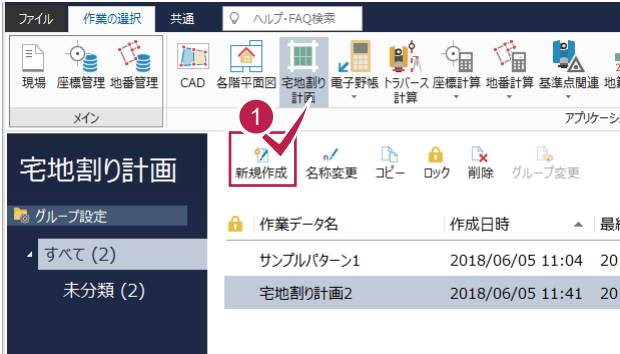 ファイル 作業の選択 共通 ヘルプ・FAQ検索
現場 座標管理 地番管理 CAD 各階平面図 宅地割り 電子野帳 トラバース 座標計算 地番計算 基準点関連
計画 計算
メイン アプリケーシ
1
宅地割り計画
新規作成 名称変更 コピー ロック 削除 グループ変更
グループ設定
作業データ名 作成日時
すべて (2)
サンプルパターン1 2018/06/05 11:04 20
未分類 (2)
宅地割り計画2 2018/06/05 11:41 20